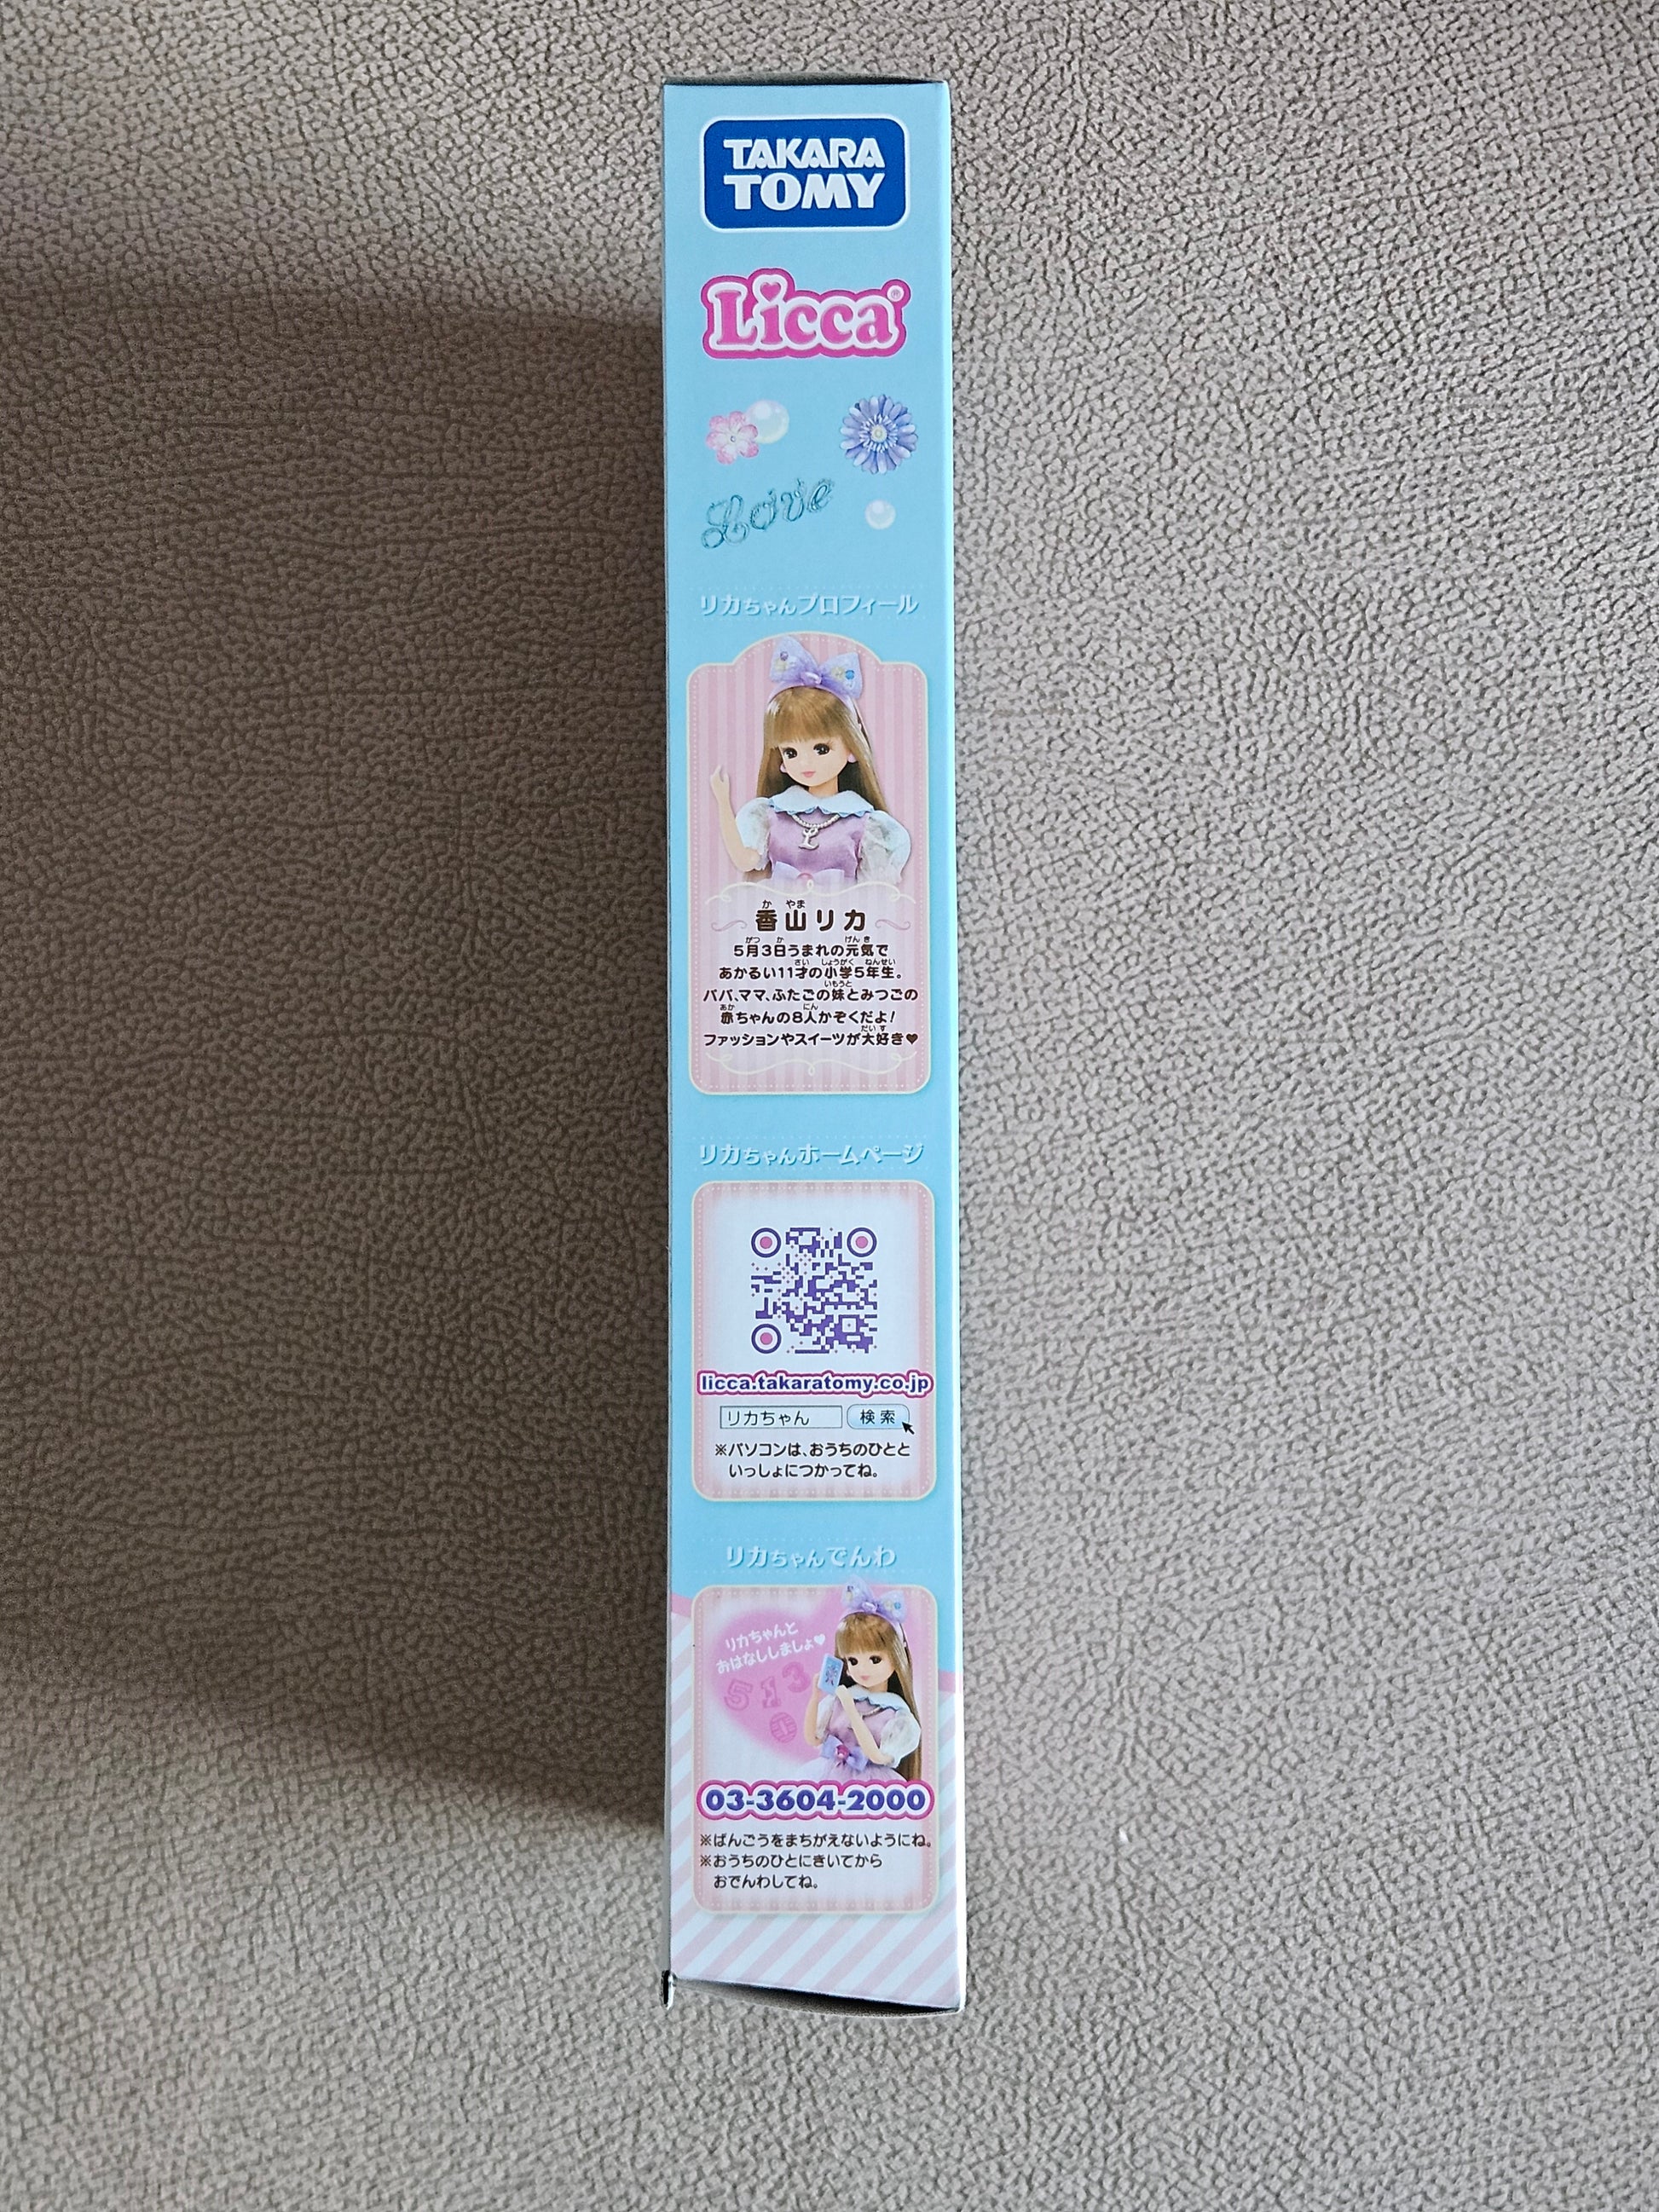 TAKARA
TOMY
Licca®
Love
リカちゃんプロフィール
香山リカ
5月3日うまれの元気で
あかるい11才の小学5年生。
パパ、ママ、ふたごの妹とみつごの
赤ちゃんの8人かぞくだよ!
ファッションやスイーツが大好き♥
リカちゃんホームページ
licca.takaratomy.co.jp
リカちゃん 検索
※パソコンは、おうちのひとと
いっしょにつかってね。
リカちゃんでんわ
リカちゃんと
おはなししましょ♥
513
03-3604-2000
※ばんごうをまちがえないようにね。
※おうちのひとにきいてから
おでんわしてね。